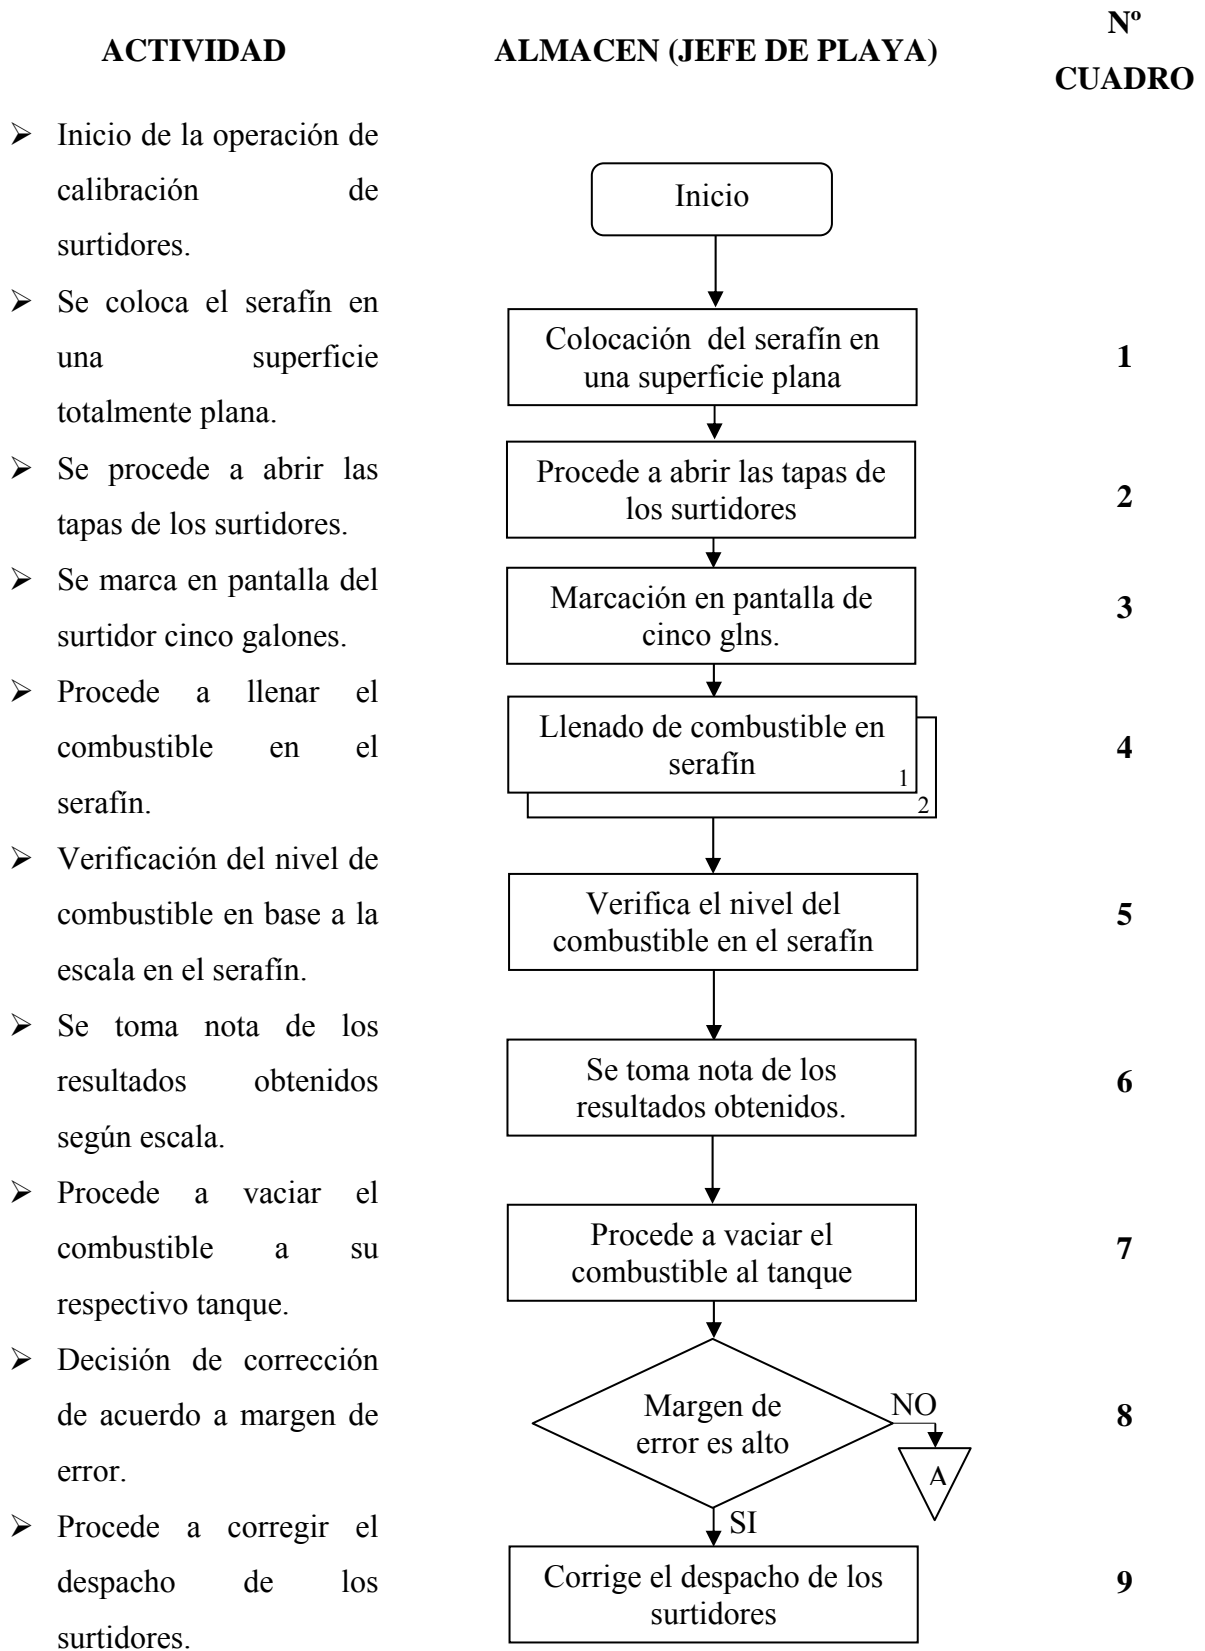 ACTIVIDAD
ALMACEN (JEFE DE PLAYA)
Nº
CUADRO
➢ Inicio de la operación de
calibración de
surtidores.
Inicio
➢ Se coloca el serafín en
una superficie
totalmente plana.
Colocación del serafín en
una superficie plana
1
➢ Se procede a abrir las
tapas de los surtidores.
Procede a abrir las tapas de
los surtidores
2
➢ Se marca en pantalla del
surtidor cinco galones.
Marcación en pantalla de
cinco glns.
3
➢ Procede a llenar el
combustible en el
serafín.
Llenado de combustible en
serafín
1
2
4
➢ Verificación del nivel de
combustible en base a la
escala en el serafín.
Verifica el nivel del
combustible en el serafín
5
➢ Se toma nota de los
resultados obtenidos
según escala.
Se toma nota de los
resultados obtenidos.
6
➢ Procede a vaciar el
combustible a su
respectivo tanque.
Procede a vaciar el
combustible al tanque
7
➢ Decisión de corrección
de acuerdo a margen de
error.
Margen de
error es alto
NO
A
SI
8
➢ Procede a corregir el
despacho de los
surtidores.
Corrige el despacho de los
surtidores
9